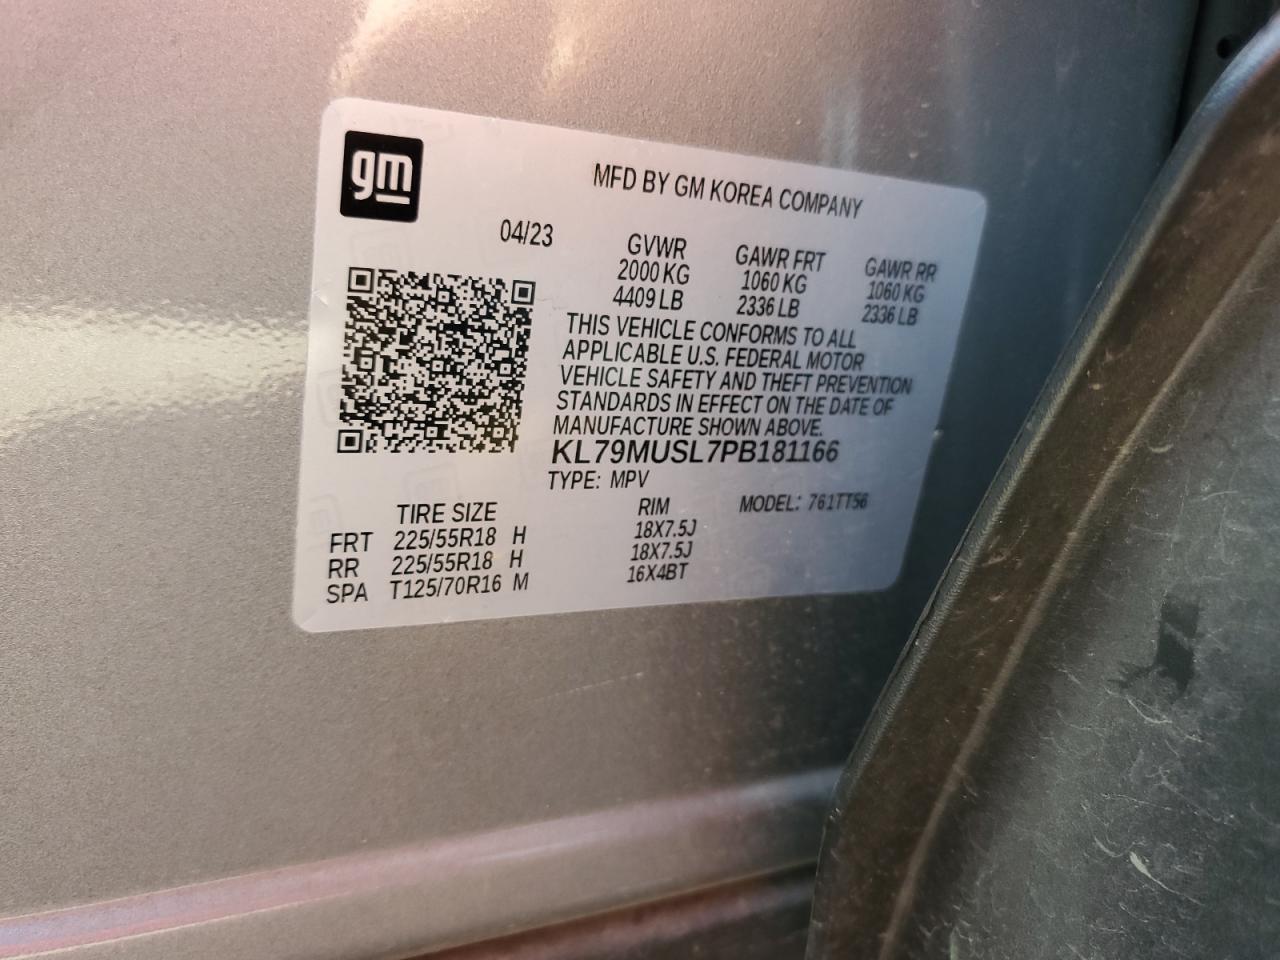 gm
MFD BY GM KOREA COMPANY
04/23
GVWR GAWR FRT GAWR RR
2000 KG 1060 KG 1060 KG
4409 LB 2336 LB 2336 LB
THIS VEHICLE CONFORMS TO ALL
APPLICABLE U.S. FEDERAL MOTOR
VEHICLE SAFETY AND THEFT PREVENTION
STANDARDS IN EFFECT ON THE DATE OF
MANUFACTURE SHOWN ABOVE.
KL79MUSL7PB181166
TYPE: MPV
TIRE SIZE RIM MODEL: 761TT56
FRT 225/55R18 H 18X7.5J
RR 225/55R18 H 18X7.5J
SPA T125/70R16 M 16X4BT